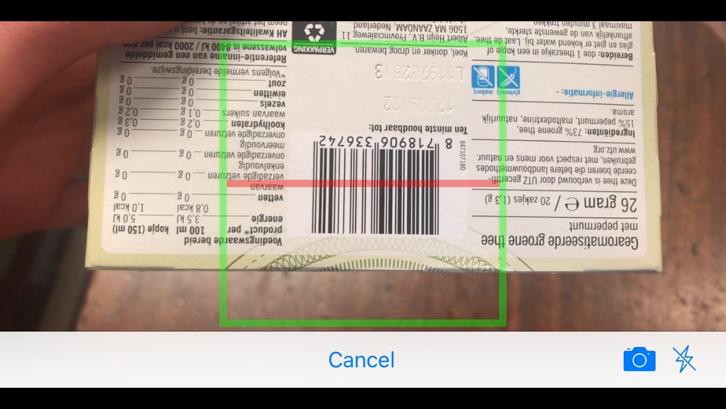 Gearomatiseerde groene thee
met pepermunt
26 gram e / 20 zakjes (1,3 g)
Deze thee is verbouwd door UTZ gecertifi-
ceerde boeren die betere landbouwmethodes
gebruiken, met respect voor mens en natuur.
www.utz.org
Ingrediënten: 73% groene thee,
15% pepermunt, maltodextrine, natuurlijk
aroma
Allergie-informatie: -
Bereiden: doe 1 theezakje in een kopje of
glas en giet er kokend water bij. Laat de thee,
afhankelijk van de gewenste sterkte,
maximaal 3 minuten trekken
847107180
8 718906 336742
Ten minste houdbaar tot:
Koel, donker en droog bewaren
Albert Heijn B.V., Provincialeweg 11
1506 MA ZAANDAM, Nederland
VERPAKKING
Voedingswaarde bereid
product* per 100 ml kopje (150 ml)
energie 3,5 kJ 5,0 kJ
0,8 kcal 1,0 kcal
vetten 0 g 0 g
waarvan
verzadigde vetzuren 0 g 0 g
enkelvoudig
onverzadigde vetzuren 0 g 0 g
meervoudig
onverzadigde vetzuren 0 g 0 g
koolhydraten 0,2 g 0,3 g
waarvan suikers 0,1 g 0,2 g
vezels 0 g 0 g
eiwitten 0 g 0 g
zout 0 g 0 g
*Volgens vermelde bereidingswijze.
Referentie-inname van een gemiddelde
volwassene is 8400 kJ / 2000 kcal per dag
Cancel